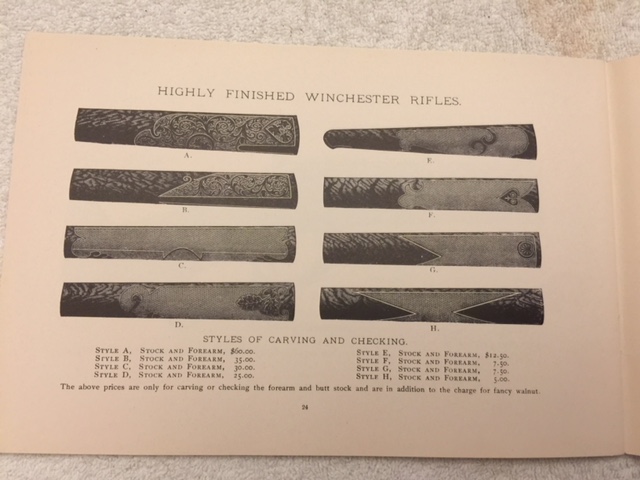 HIGHLY FINISHED WINCHESTER RIFLES.
A.
B.
C.
D.
E.
F.
G.
H.
STYLES OF CARVING AND CHECKING.
STYLE A, STOCK AND FOREARM, $60.00.
STYLE B, STOCK AND FOREARM, 35.00.
STYLE C, STOCK AND FOREARM, 30.00.
STYLE D, STOCK AND FOREARM, 25.00.
STYLE E, STOCK AND FOREARM, $12.50.
STYLE F, STOCK AND FOREARM, 7.50.
STYLE G, STOCK AND FOREARM, 7.50.
STYLE H, STOCK AND FOREARM, 5.00.
The above prices are only for carving or checking the forearm and butt stock and are in addition to the charge for fancy walnut.
24